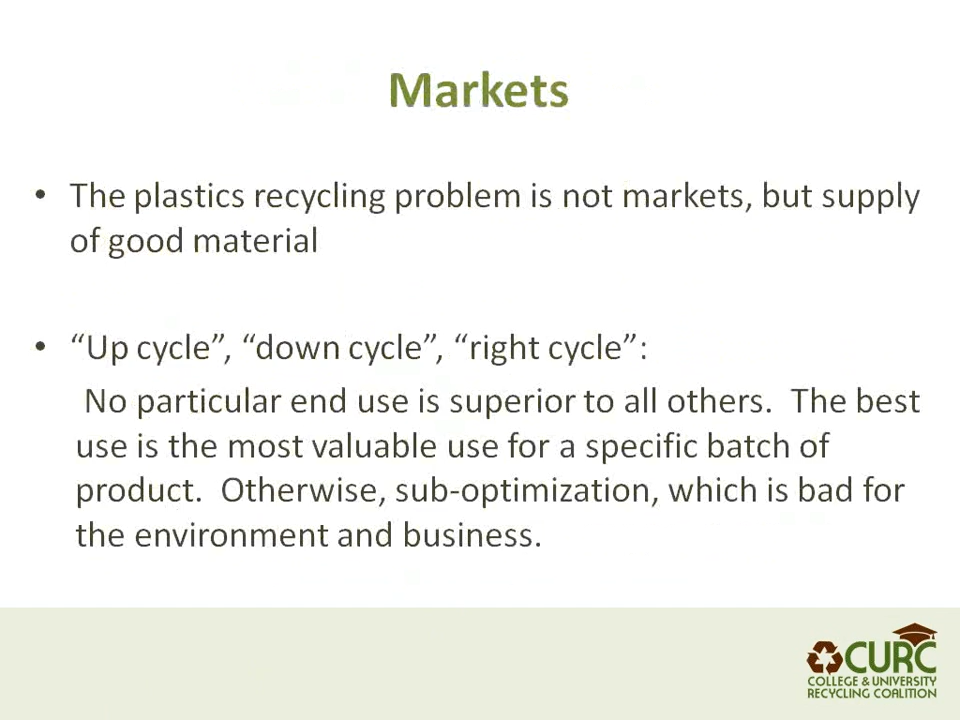 Markets
• The plastics recycling problem is not markets, but supply
of good material
• “Up cycle”, “down cycle”, “right cycle”:
No particular end use is superior to all others.  The best
use is the most valuable use for a specific batch of
product.  Otherwise, sub-optimization, which is bad for
the environment and business.
CURC
COLLEGE & UNIVERSITY
RECYCLING COALITION